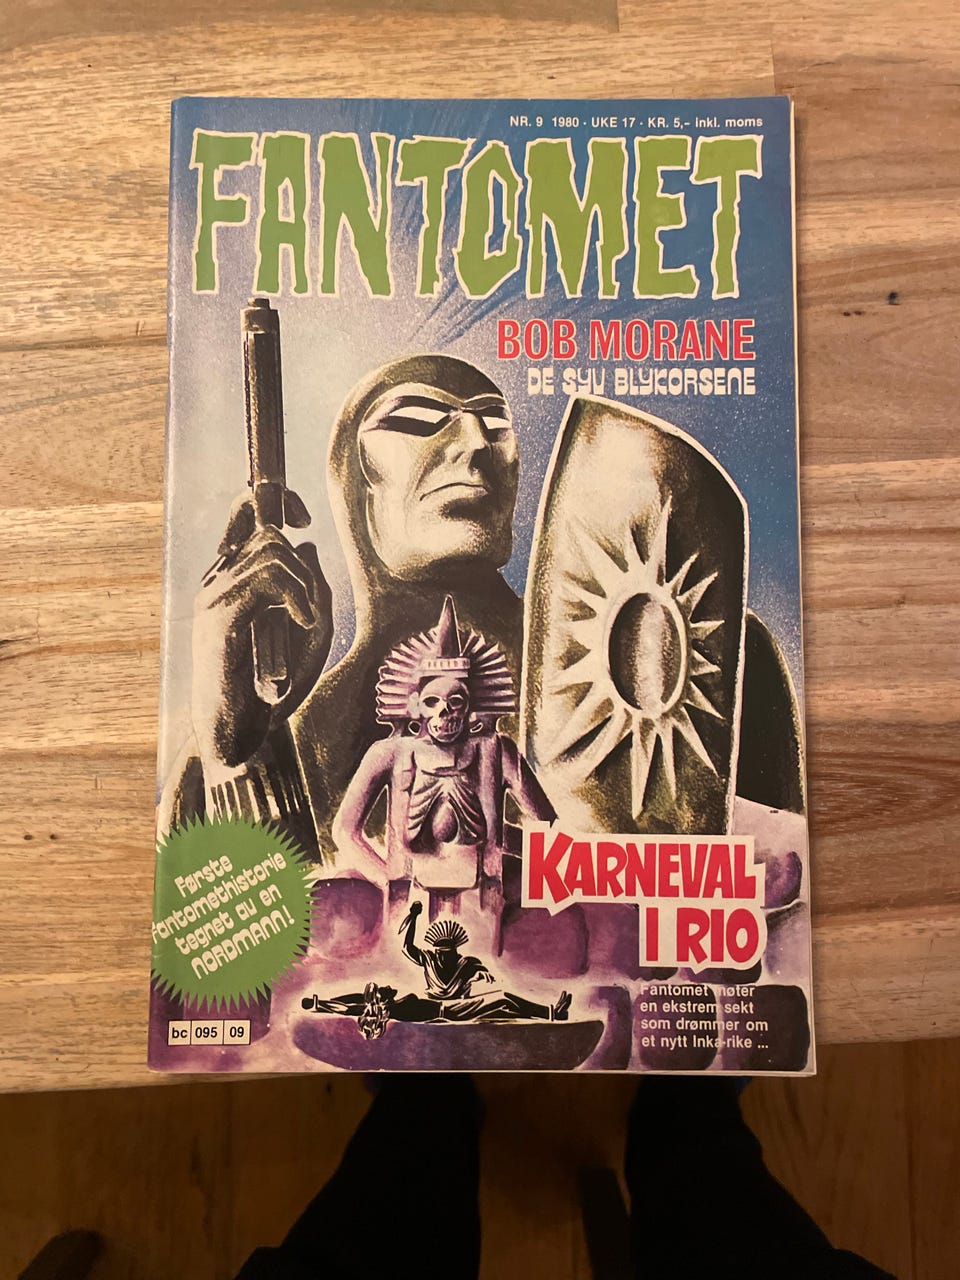 NR. 9 1980 · UKE 17 · KR. 5,- inkl. moms
FANTOMET
BOB MORANE
DE SYV BLYKORSENE
KARNEVAL
I RIO
Fantomet møter
en ekstrem sekt
som drømmer om
et nytt Inka-rike ...
Første
Fantomethistorie
tegnet av en
NORDMANN!
bc 095 09